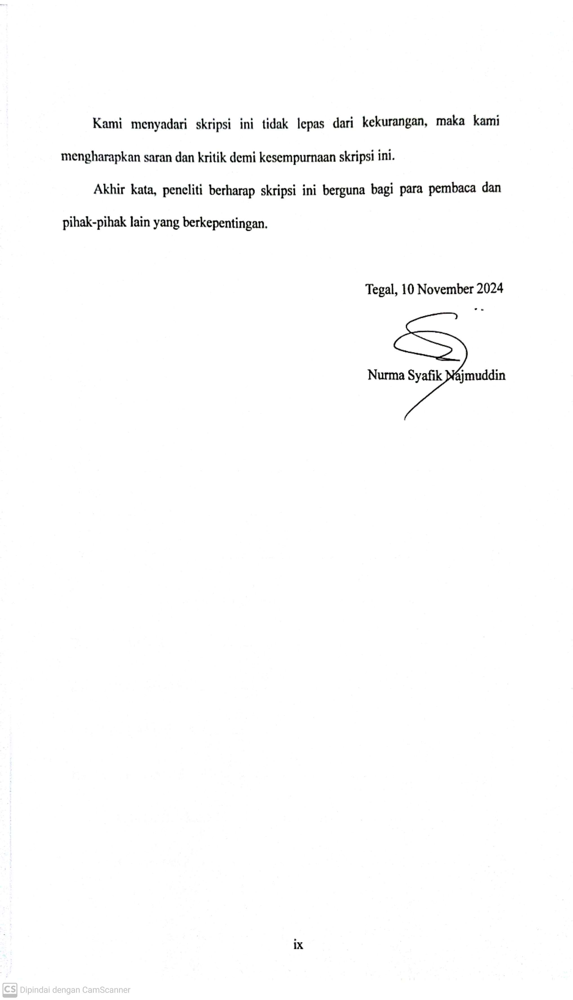 Kami menyadari skripsi ini tidak lepas dari kekurangan, maka kami
mengharapkan saran dan kritik demi kesempurnaan skripsi ini.
Akhir kata, peneliti berharap skripsi ini berguna bagi para pembaca dan
pihak-pihak lain yang berkepentingan.
Tegal, 10 November 2024
Nurma Syafik Najmuddin
ix
CS Dipindai dengan CamScanner